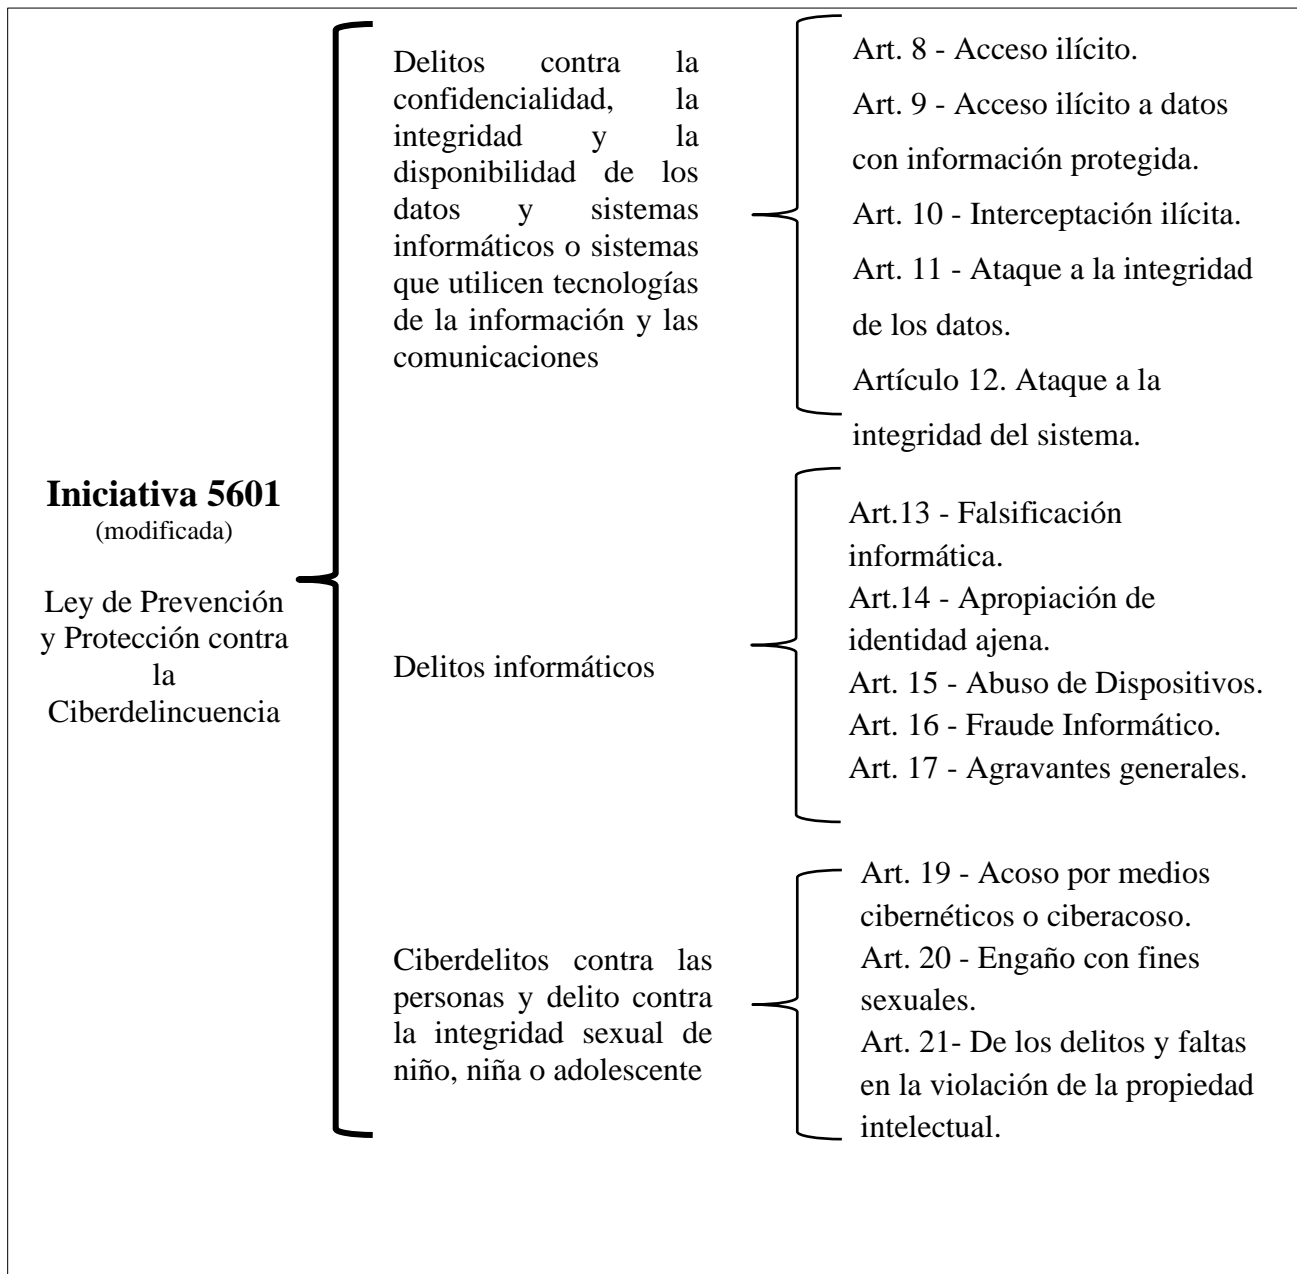 Iniciativa 5601
(modificada)
Ley de Prevención
y Protección contra
la
Ciberdelincuencia
Delitos contra la
confidencialidad, la
integridad y la
disponibilidad de los
datos y sistemas
informáticos o sistemas
que utilicen tecnologías
de la información y las
comunicaciones
Art. 8 - Acceso ilícito.
Art. 9 - Acceso ilícito a datos
con información protegida.
Art. 10 - Interceptación ilícita.
Art. 11 - Ataque a la integridad
de los datos.
Artículo 12. Ataque a la
integridad del sistema.
Delitos informáticos
Art.13 - Falsificación
informática.
Art.14 - Apropiación de
identidad ajena.
Art. 15 - Abuso de Dispositivos.
Art. 16 - Fraude Informático.
Art. 17 - Agravantes generales.
Ciberdelitos contra las
personas y delito contra
la integridad sexual de
niño, niña o adolescente
Art. 19 - Acoso por medios
cibernéticos o ciberacoso.
Art. 20 - Engaño con fines
sexuales.
Art. 21- De los delitos y faltas
en la violación de la propiedad
intelectual.